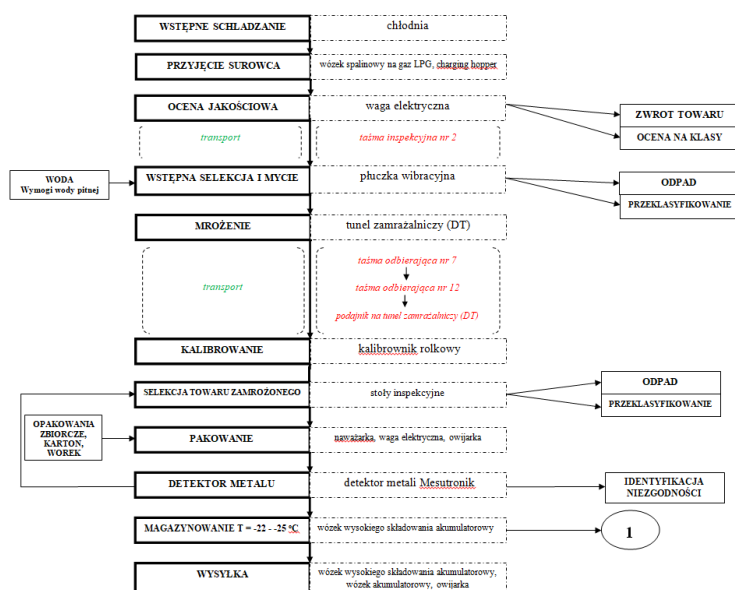 WSTĘPNE SCHŁADZANIE
chłodnia
PRZYJĘCIE SUROWCA
wózek spalinowy na gaz LPG, charging hopper
OCENA JAKOŚCIOWA
waga elektryczna
ZWROT TOWARU
OCENA NA KLASY
transport
taśma inspekcyjna nr 2
WODA
Wymogi wody pitnej
WSTĘPNA SELEKCJA I MYCIE
płuczka wibracyjna
ODPAD
PRZEKLASYFIKOWANIE
MROŻENIE
tunel zamrażalniczy (DT)
transport
taśma odbierająca nr 7
taśma odbierająca nr 12
podajnik na tunel zamrażalniczy (DT)
KALIBROWANIE
kalibrownik rolkowy
SELEKCJA TOWARU ZAMROŻONEGO
stoły inspekcyjne
ODPAD
PRZEKLASYFIKOWANIE
OPAKOWANIA
ZBIORCZE,
KARTON,
WOREK
PAKOWANIE
naważarka, waga elektryczna, owijarka
DETEKTOR METALU
detektor metali Mesutronik
IDENTYFIKACJA
NIEZGODNOŚCI
MAGAZYNOWANIE T = -22 - -25 °C
wózek wysokiego składowania akumulatorowy
1
WYSYŁKA
wózek wysokiego składowania akumulatorowy,
wózek akumulatorowy, owijarka